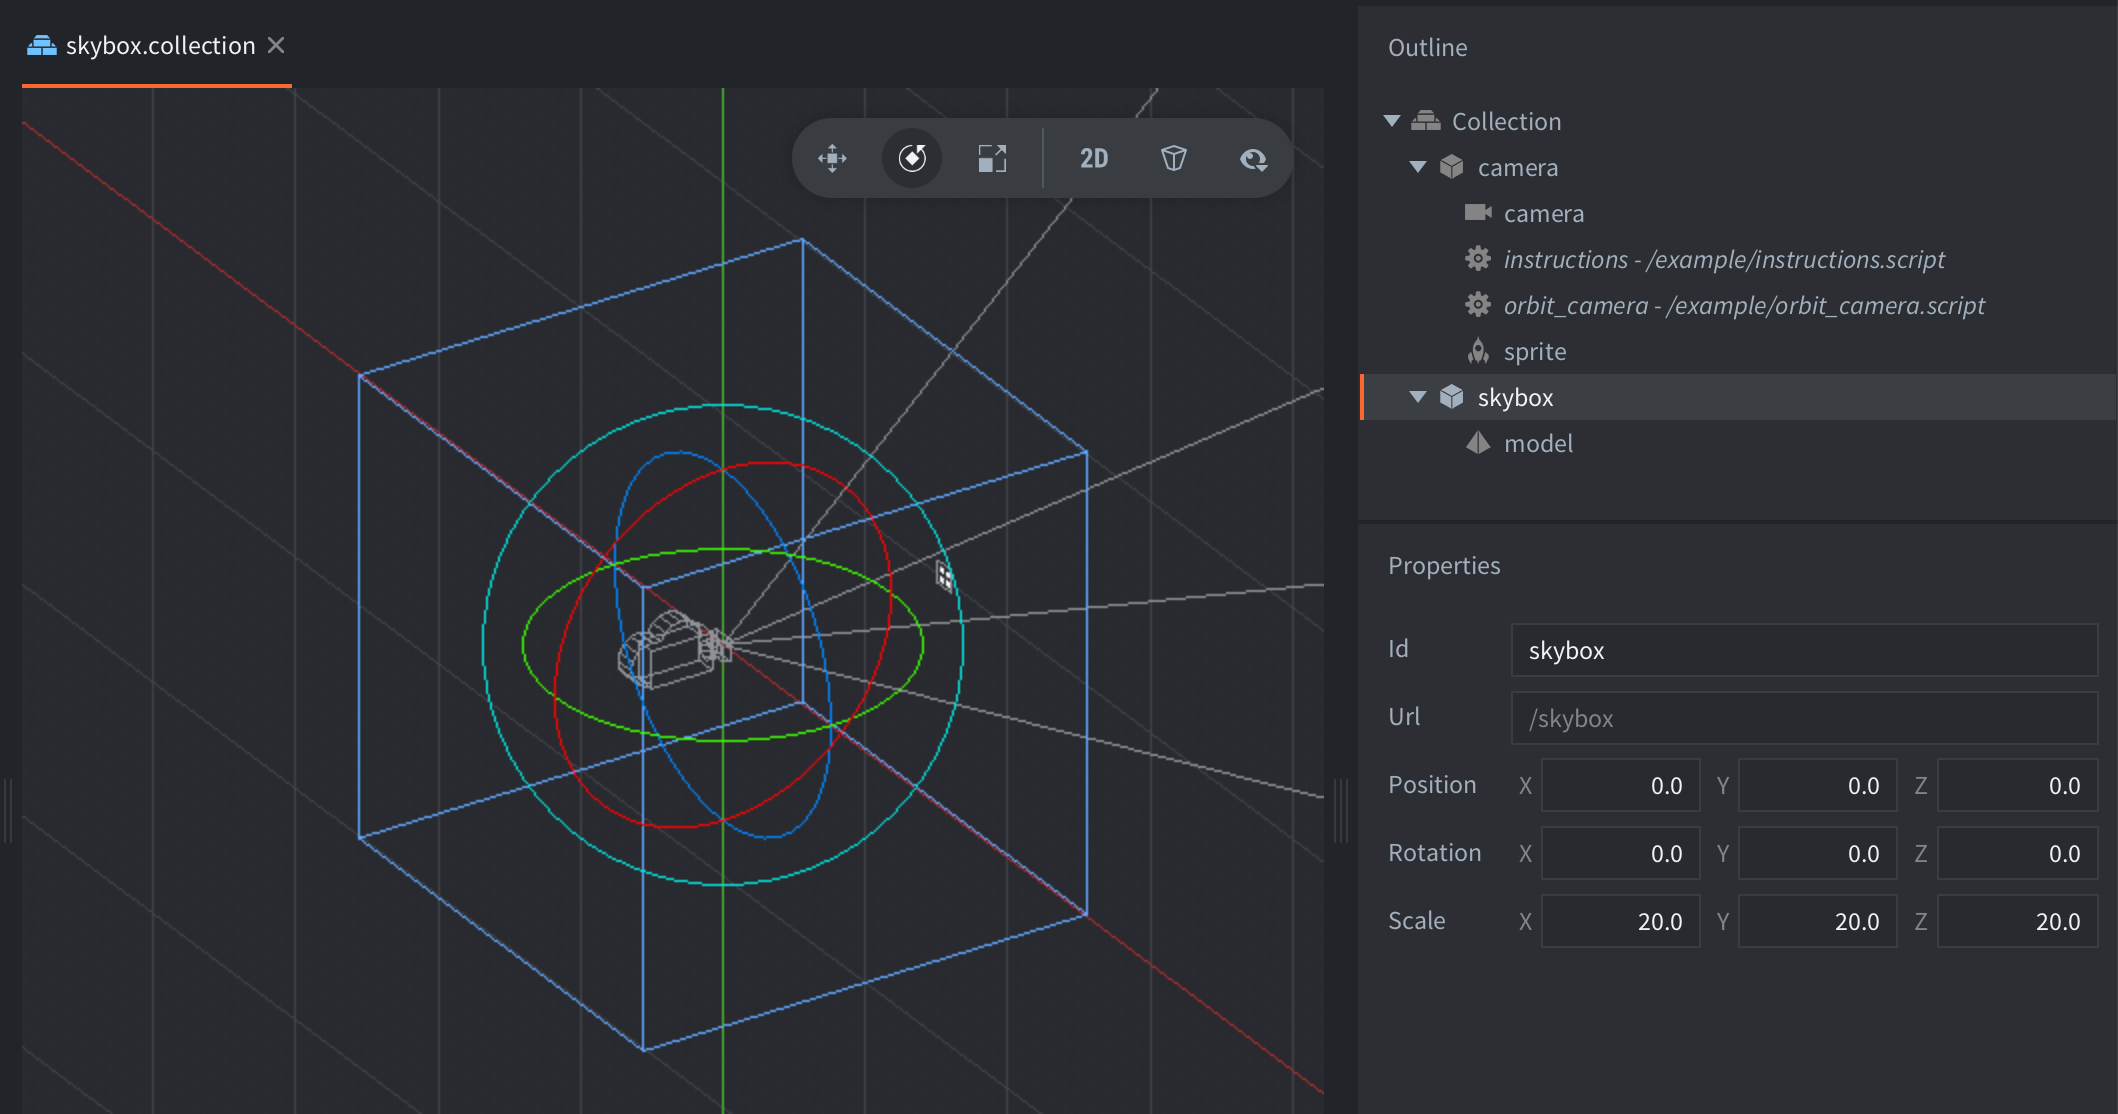 skybox.collection
2D
Outline
Collection
camera
camera
instructions - /example/instructions.script
orbit_camera - /example/orbit_camera.script
sprite
skybox
model
Properties
Id skybox
Url /skybox
Position X 0.0 Y 0.0 Z 0.0
Rotation X 0.0 Y 0.0 Z 0.0
Scale X 20.0 Y 20.0 Z 20.0